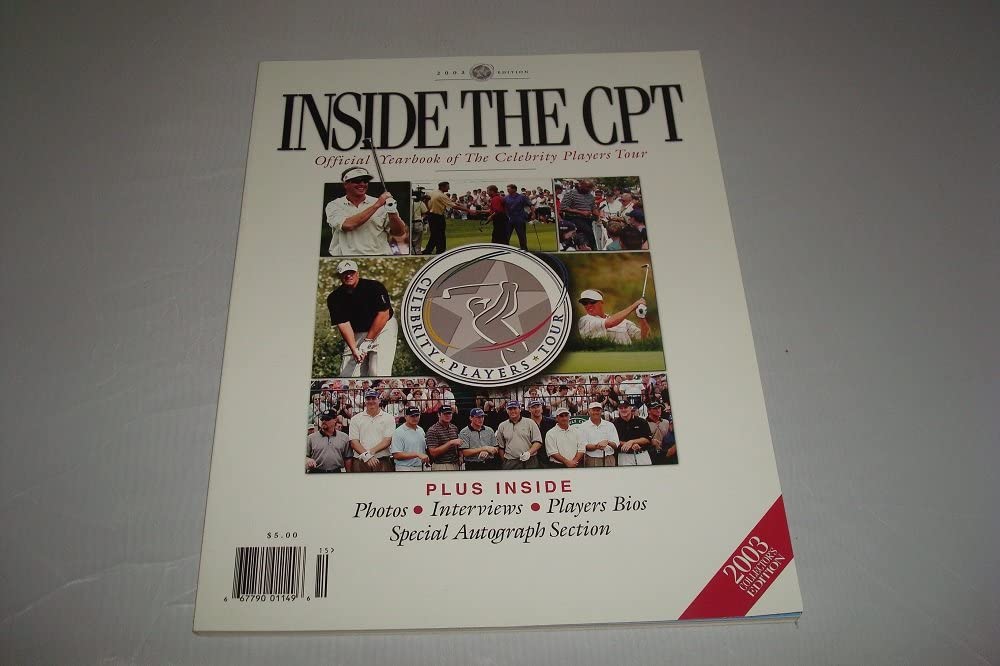 2003 EDITION
INSIDE THE CPT
Official Yearbook of The Celebrity Players Tour
CELEBRITY ★ PLAYERS ★ TOUR
PLUS INSIDE
Photos • Interviews • Players Bios
Special Autograph Section
$5.00
15>
6 67790 01149 6
2003
COLLECTOR'S
EDITION